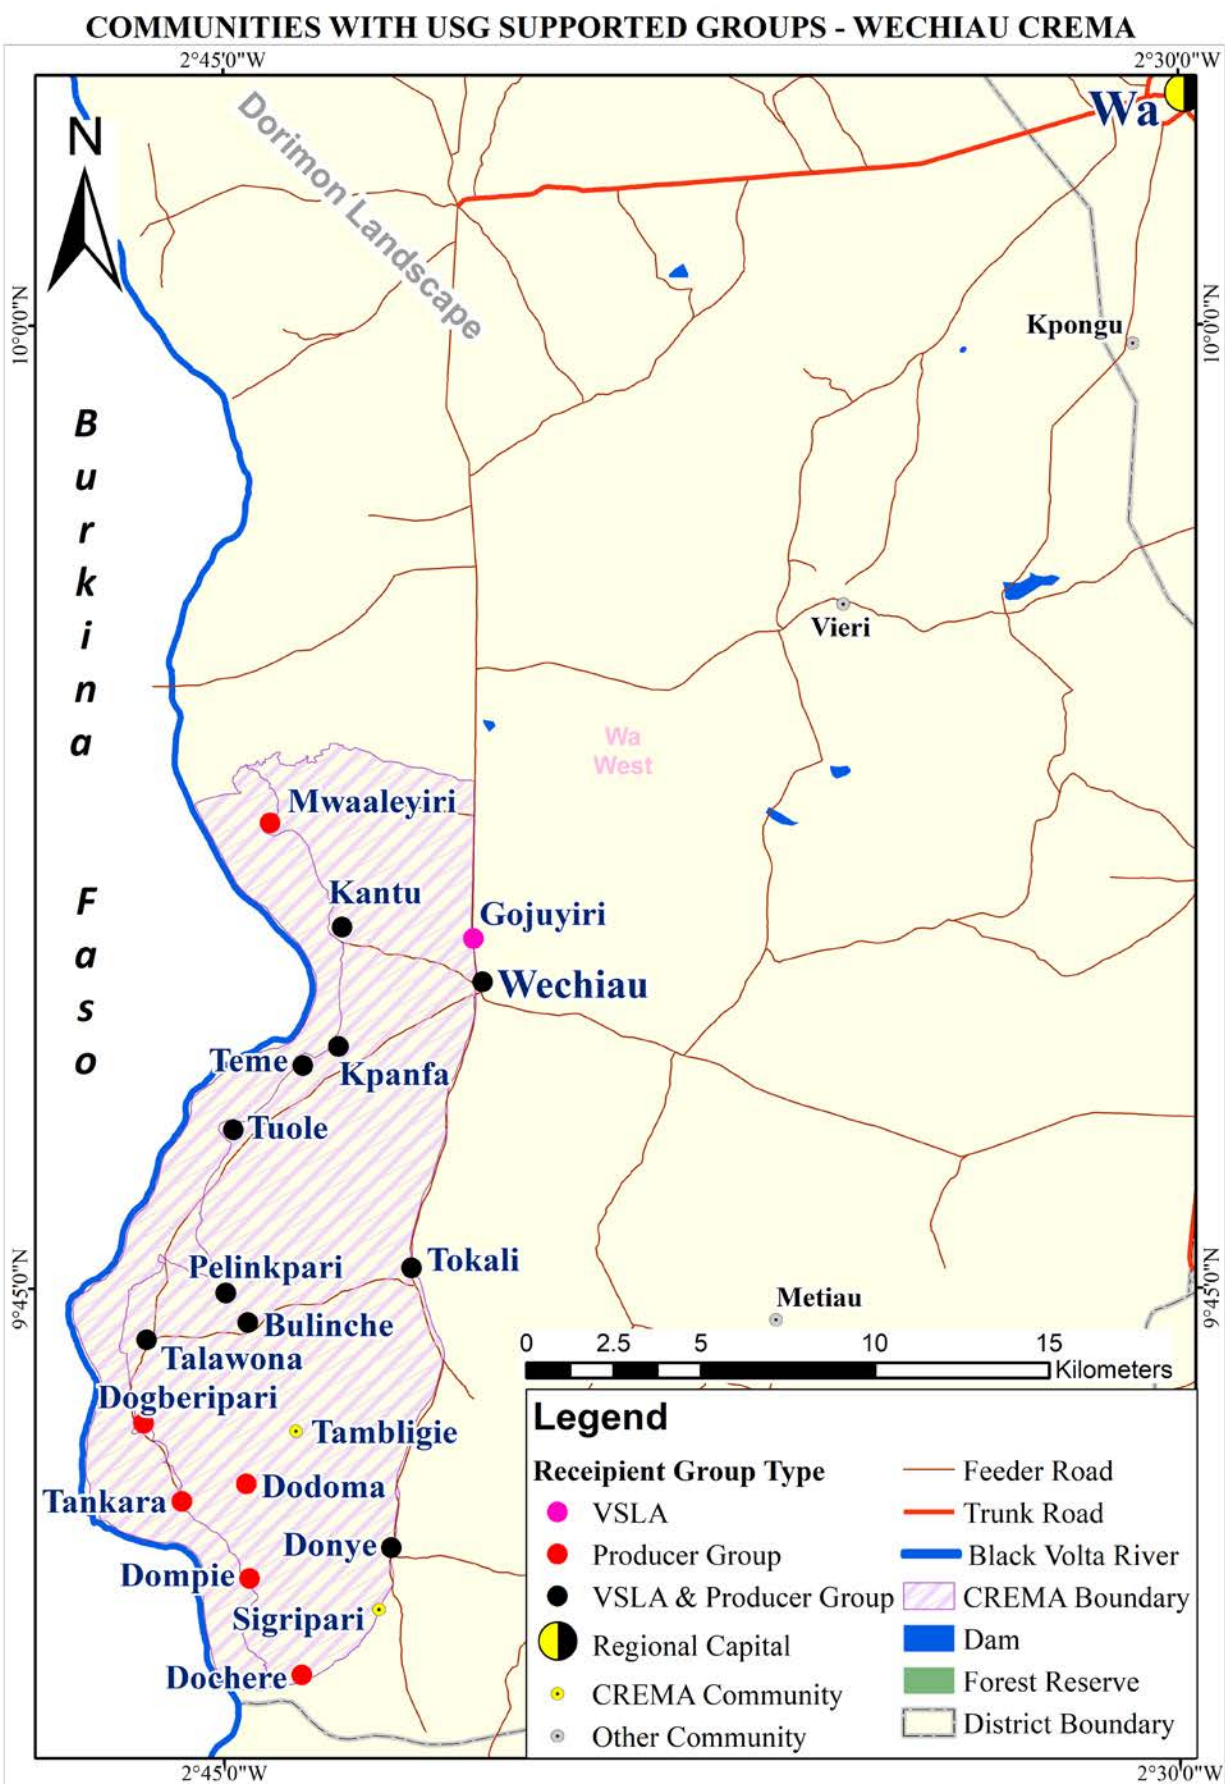 COMMUNITIES WITH USG SUPPORTED GROUPS - WECHIAU CREMA
2°45'0"W
2°30'0"W
Wa
N
Dorimon Landscape
10°0'0"N
10°0'0"N
Kpongu
Burkina Faso
Vieri
Wa
West
Mwaaleyiri
Kantu
Gojuyiri
Wechiau
Teme
Kpanfa
Tuole
Pelinkpari
Tokali
9°45'0"N
9°45'0"N
Bulinche
Metiau
Talawona
0 2.5 5 10 15
Kilometers
Dogberipari
Tambligie
Dodoma
Tankara
Donye
Dompie
Sigripari
Dochere
Legend
Receipient Group Type
VSLA
Producer Group
VSLA & Producer Group
Regional Capital
CREMA Community
Other Community
Feeder Road
Trunk Road
Black Volta River
CREMA Boundary
Dam
Forest Reserve
District Boundary
2°45'0"W
2°30'0"W